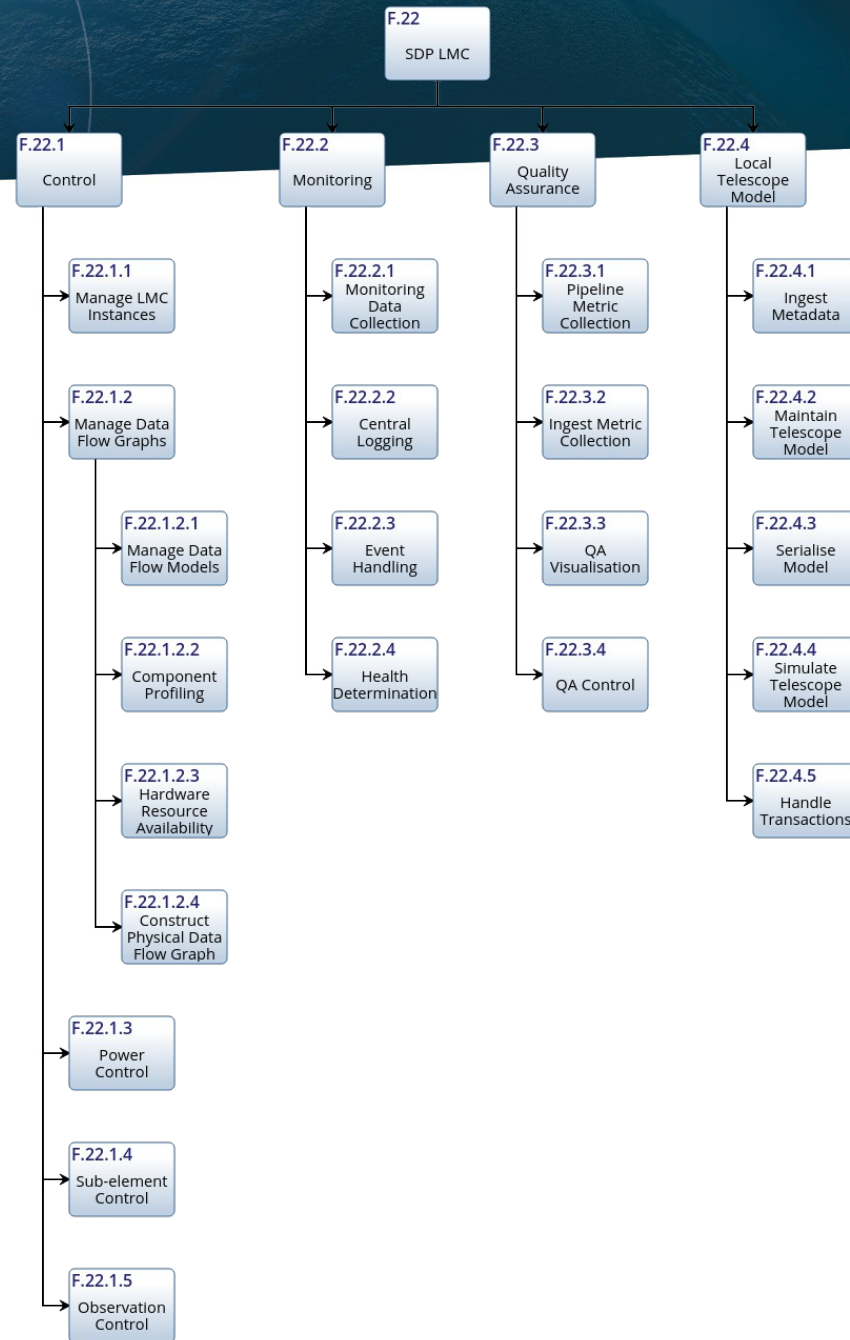 F.22
SDP LMC
F.22.1
Control
F.22.2
Monitoring
F.22.3
Quality
Assurance
F.22.4
Local
Telescope
Model
F.22.1.1
Manage LMC
Instances
F.22.2.1
Monitoring
Data
Collection
F.22.3.1
Pipeline
Metric
Collection
F.22.4.1
Ingest
Metadata
F.22.1.2
Manage Data
Flow Graphs
F.22.2.2
Central
Logging
F.22.3.2
Ingest Metric
Collection
F.22.4.2
Maintain
Telescope
Model
F.22.1.2.1
Manage Data
Flow Models
F.22.2.3
Event
Handling
F.22.3.3
QA
Visualisation
F.22.4.3
Serialise
Model
F.22.1.2.2
Component
Profiling
F.22.2.4
Health
Determination
F.22.3.4
QA Control
F.22.4.4
Simulate
Telescope
Model
F.22.1.2.3
Hardware
Resource
Availability
F.22.4.5
Handle
Transactions
F.22.1.2.4
Construct
Physical Data
Flow Graph
F.22.1.3
Power
Control
F.22.1.4
Sub-element
Control
F.22.1.5
Observation
Control